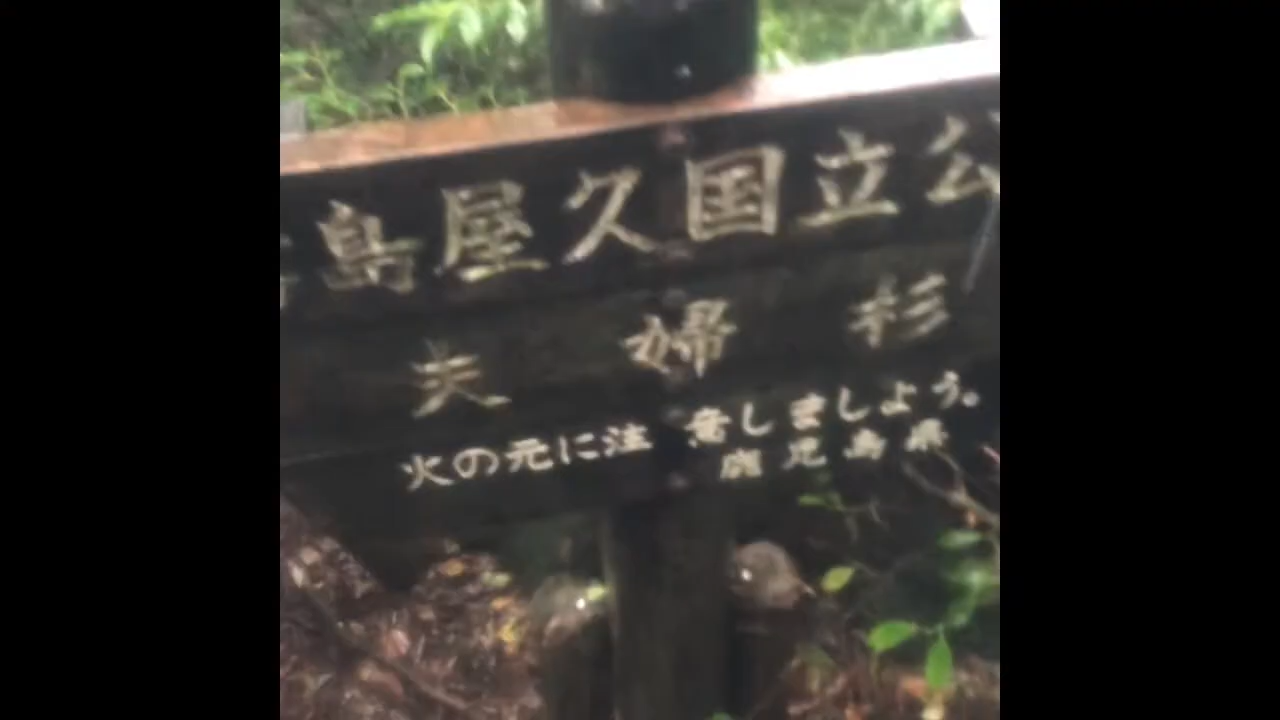 島屋久国立公
夫婦杉
火の元に注意しましょう。
鹿児島県